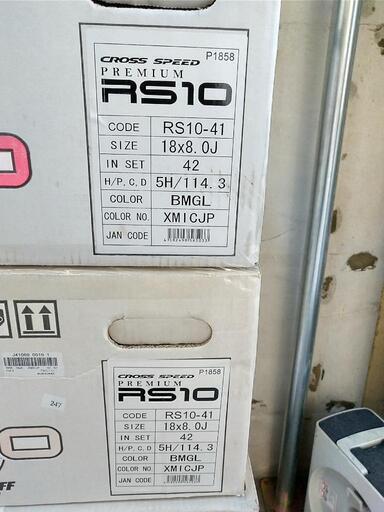 CROSS SPEED P1858
PREMIUM
RS10
CODE RS10-41
SIZE 18x8.0J
IN SET 42
H/P.C.D 5H/114.3
COLOR BMGL
COLOR NO. XMICJP
JAN CODE
CROSS SPEED P1858
PREMIUM
RS10
CODE RS10-41
SIZE 18x8.0J
IN SET 42
H/P.C.D 5H/114.3
COLOR BMGL
COLOR NO. XMICJP
JAN CODE
247